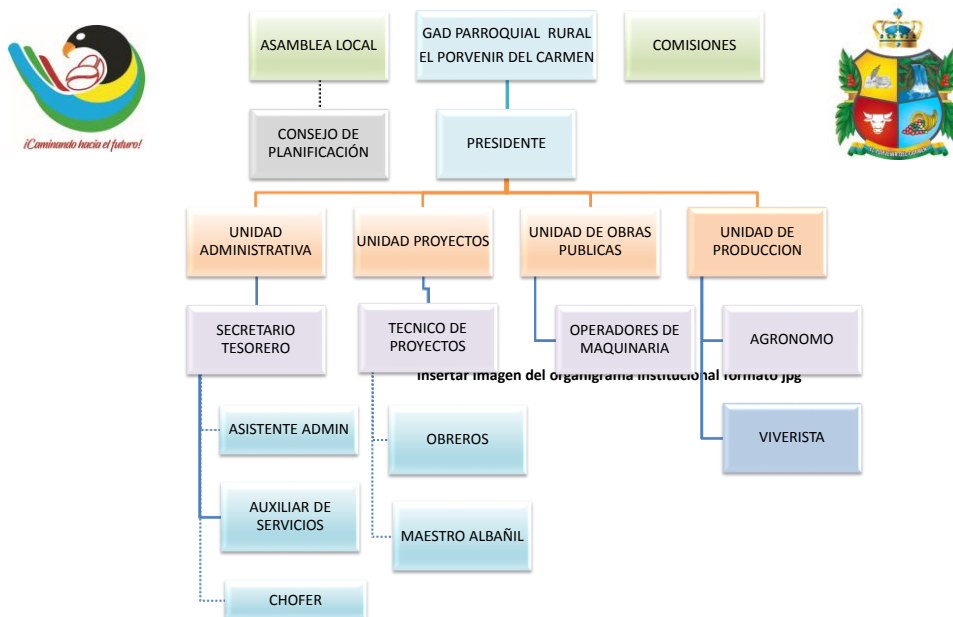 ASAMBLEA LOCAL
GAD PARROQUIAL RURAL
EL PORVENIR DEL CARMEN
COMISIONES
¡Caminando hacia el futuro!
CONSEJO DE
PLANIFICACIÓN
PRESIDENTE
UNIDAD
ADMINISTRATIVA
UNIDAD PROYECTOS
UNIDAD DE OBRAS
PUBLICAS
UNIDAD DE
PRODUCCION
SECRETARIO
TESORERO
TECNICO DE
PROYECTOS
OPERADORES DE
MAQUINARIA
AGRONOMO
Insertar imagen del organigrama institucional formato jpg
ASISTENTE ADMIN
OBREROS
VIVERISTA
AUXILIAR DE
SERVICIOS
MAESTRO ALBAÑIL
CHOFER